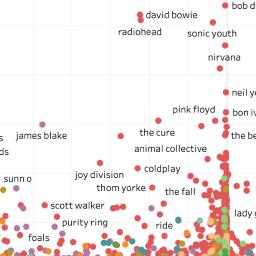 bob d
david bowie
radiohead
sonic youth
nirvana
neil y
pink floyd
bon iv
james blake
the cure
the be
s
ds
animal collective
joy division
coldplay
sunn o
thom yorke
the fall
scott walker
lady g
purity ring
ride
foals